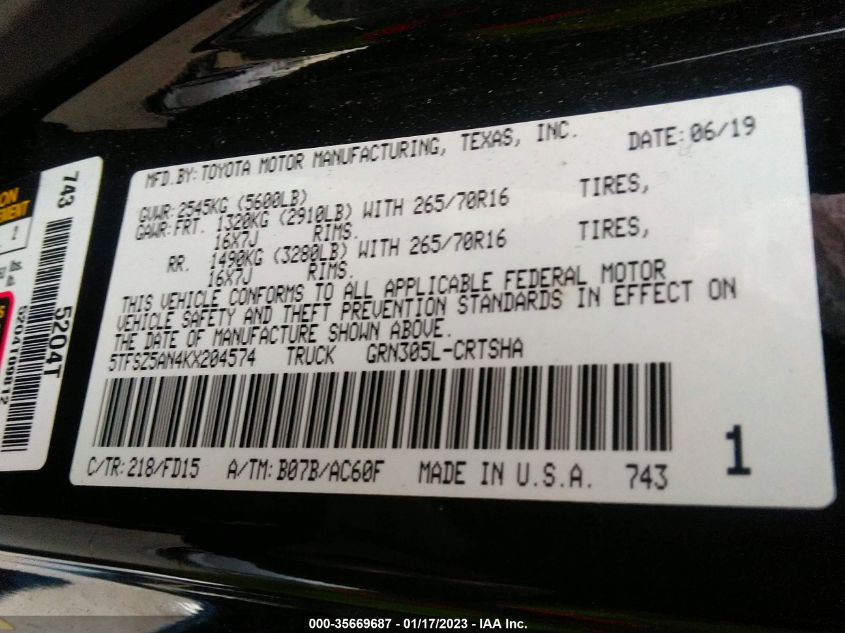 MFD.BY: TOYOTA MOTOR MANUFACTURING, TEXAS, INC. DATE: 06/19
GVWR: 2545KG (5600LB)
GAWR: FRT. 1320KG (2910LB) WITH 265/70R16 TIRES,
16X7J RIMS.
RR. 1490KG (3280LB) WITH 265/70R16 TIRES,
16X7J RIMS.
THIS VEHICLE CONFORMS TO ALL APPLICABLE FEDERAL MOTOR
VEHICLE SAFETY AND THEFT PREVENTION STANDARDS IN EFFECT ON
THE DATE OF MANUFACTURE SHOWN ABOVE.
5TFSZ5AN4KX204574 TRUCK GRN305L-CRTSHA
C/TR: 218/FD15 A/TM: B07B/AC60F MADE IN U.S.A. 743
1
743
5204T
5204T09812
000-35669687 - 01/17/2023 - IAA Inc.